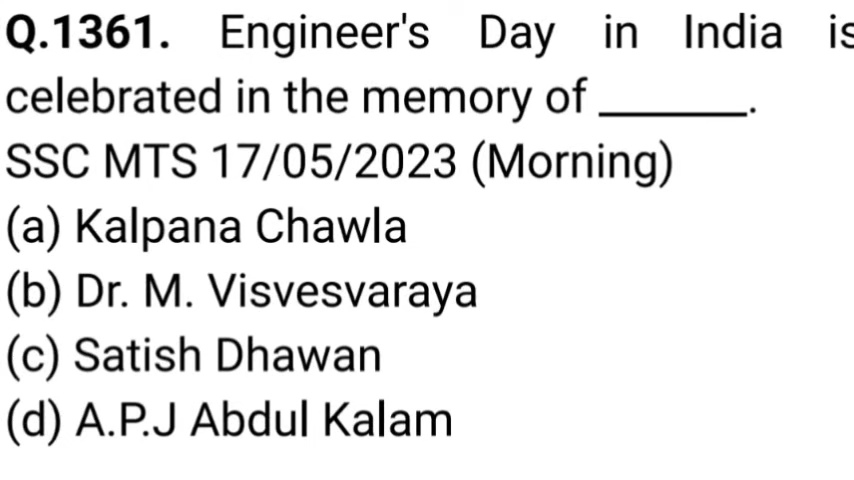 Q.1361. Engineer's Day in India is
celebrated in the memory of _______.
SSC MTS 17/05/2023 (Morning)
(a) Kalpana Chawla
(b) Dr. M. Visvesvaraya
(c) Satish Dhawan
(d) A.P.J Abdul Kalam